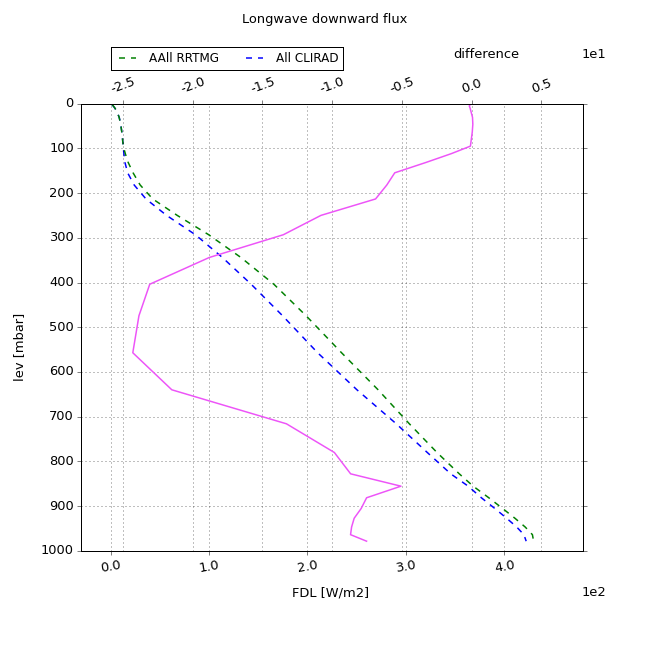 Longwave downward flux
AAll RRTMG All CLIRAD
difference 1e1
-2.5 -2.0 -1.5 -1.0 -0.5 0.0 0.5
0
100
200
300
400
500
600
700
800
900
1000
lev [mbar]
0.0 1.0 2.0 3.0 4.0
FDL [W/m2] 1e2